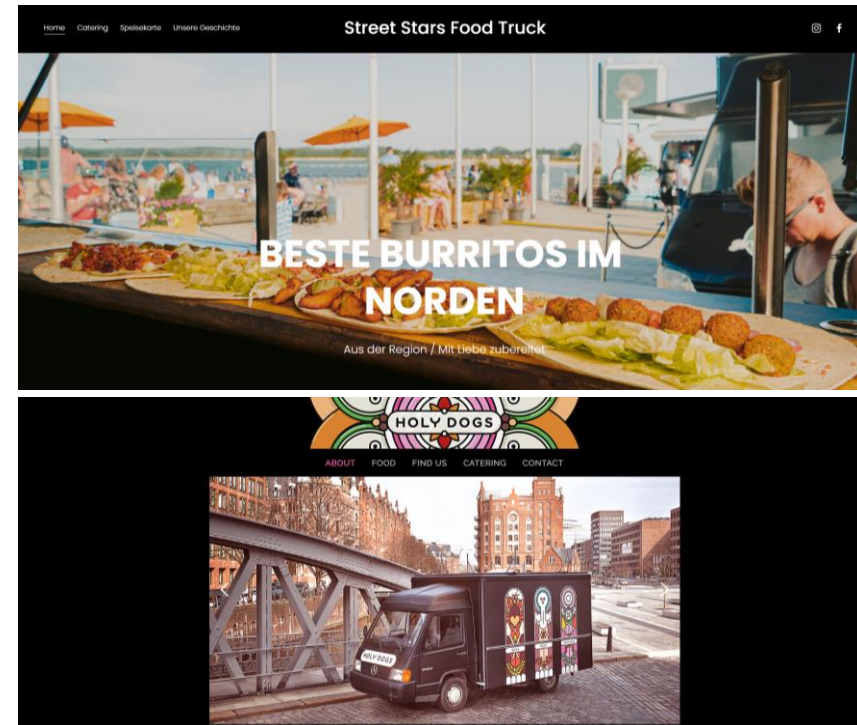 Home Catering Speisekarte Unsere Geschichte
Street Stars Food Truck
BESTE BURRITOS IM
NORDEN
Aus der Region / Mit Liebe zubereitet
HOLY DOGS
ABOUT FOOD FIND US CATERING CONTACT
HOLY DOGS